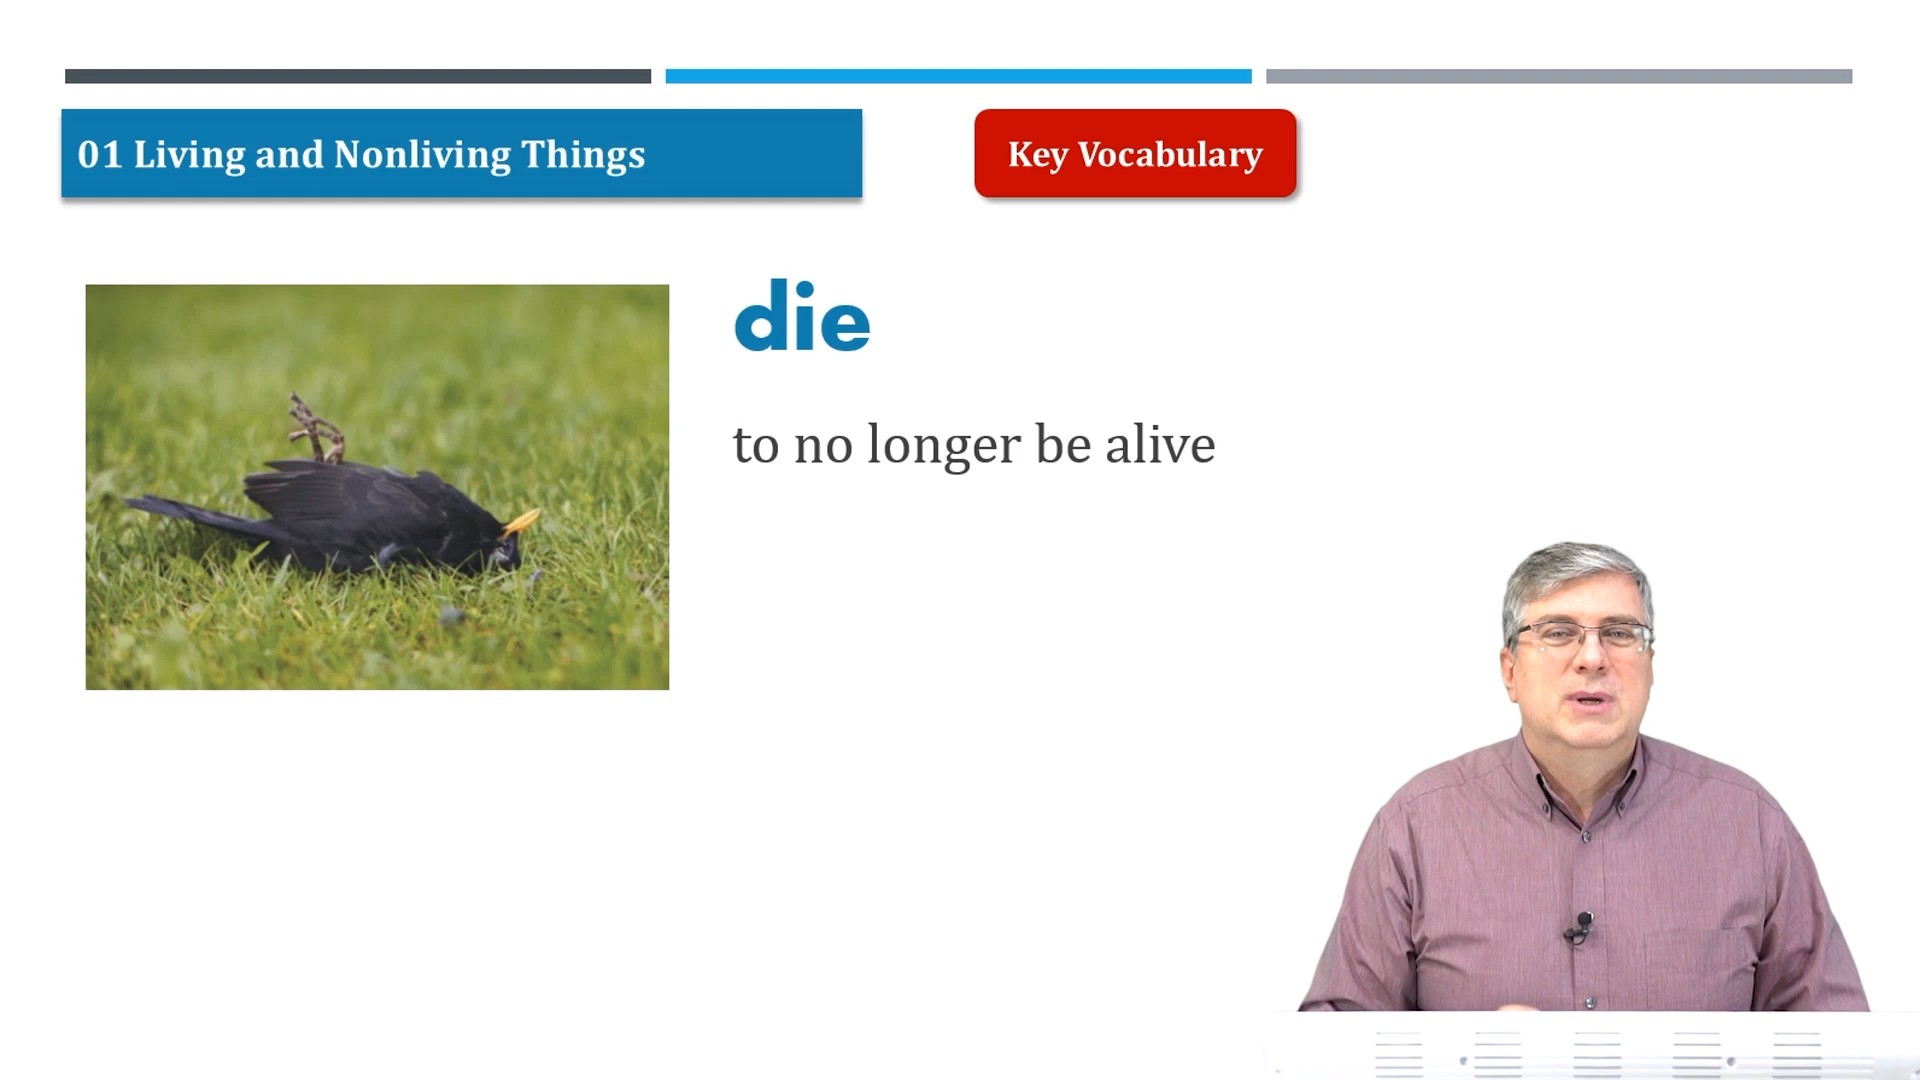 01 Living and Nonliving Things
Key Vocabulary
die
to no longer be alive